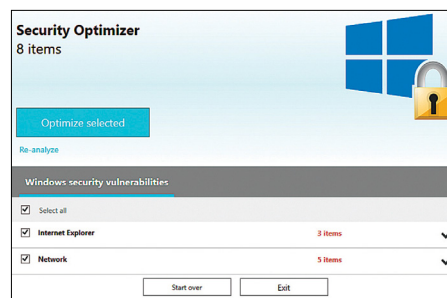 Security Optimizer
8 items
Optimize selected
Re-analyze
Windows security vulnerabilities
Select all
Internet Explorer 3 items
Network 5 items
Start over Exit